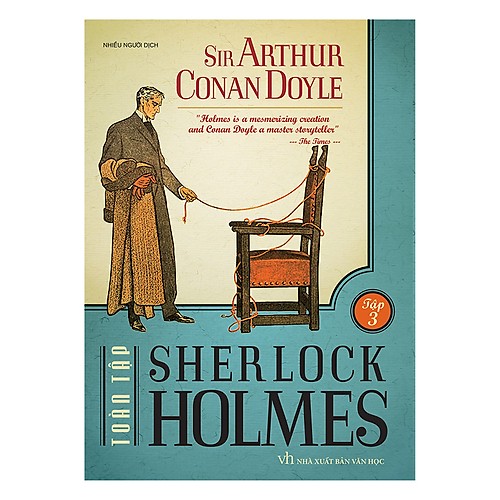 NHIỀU NGƯỜI DỊCH
SIR ARTHUR
CONAN DOYLE
"Holmes is a mesmerizing creation
and Conan Doyle a master storyteller"
--- The Times ---
Tập
3
TOÀN TẬP
SHERLOCK
HOLMES
vh NHÀ XUẤT BẢN VĂN HỌC